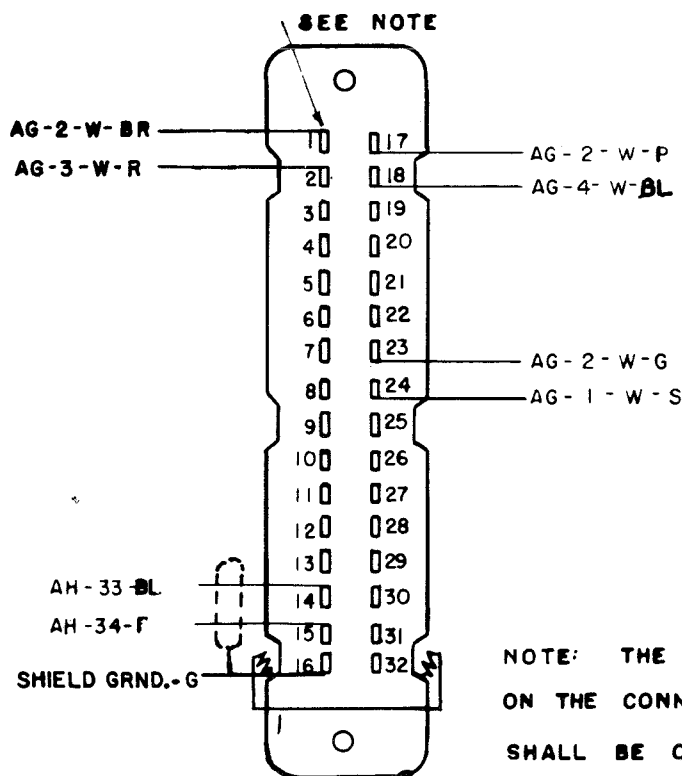 SEE NOTE
AG-2-W-BR
1 17
AG-2-W-P
AG-3-W-R
2 18
AG-4-W-BL
3 19
4 20
5 21
6 22
7 23
AG-2-W-G
8 24
AG-1-W-S
9 25
10 26
11 27
12 28
13 29
AH-33-BL
14 30
AH-34-F
15 31
16 32
SHIELD GRND.-G
NOTE: THE
ON THE CONN
SHALL BE C